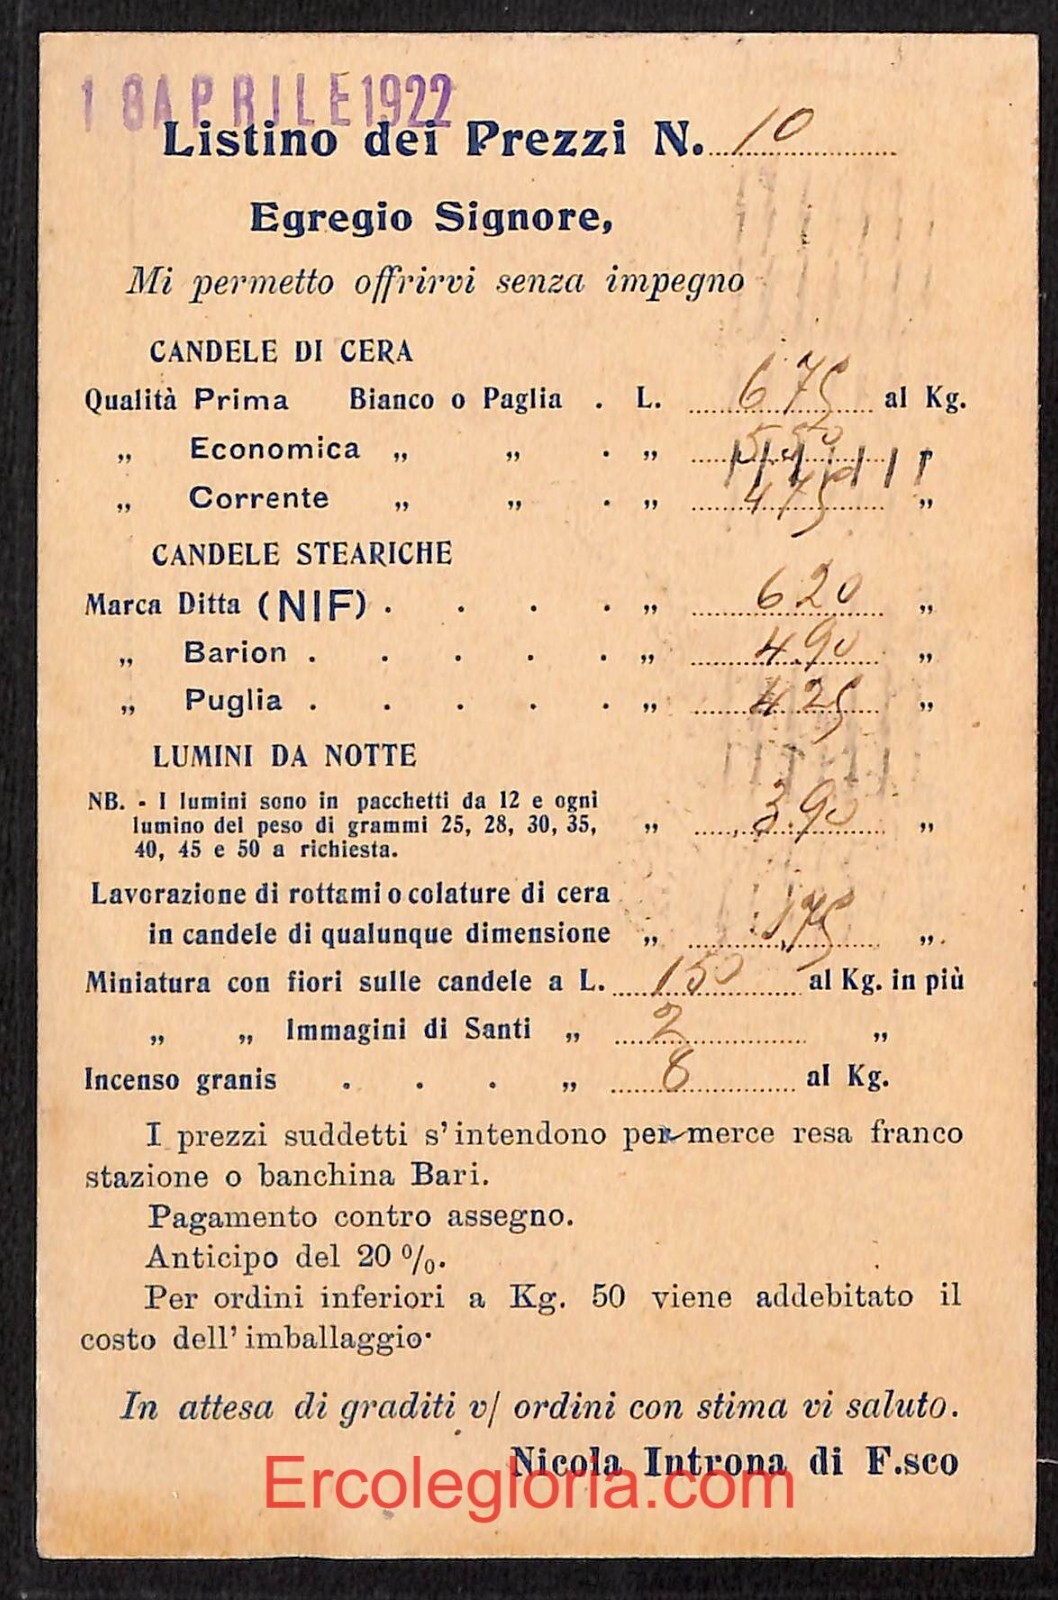 18 APRILE 1922
Listino dei Prezzi N. 10
Egregio Signore,
Mi permetto offrirvi senza impegno
CANDELE DI CERA
Qualità Prima Bianco o Paglia . L. 675 al Kg.
„ Economica „ „ . „ 550 „
„ Corrente „ „ . „ 475 „
CANDELE STEARICHE
Marca Ditta (NIF) . . . . „ 620 „
„ Barion . . . . . „ 4.90 „
„ Puglia . . . . . „ 425 „
LUMINI DA NOTTE
NB. - I lumini sono in pacchetti da 12 e ogni
lumino del peso di grammi 25, 28, 30, 35, „ 3.90 „
40, 45 e 50 a richiesta.
Lavorazione di rottami o colature di cera
in candele di qualunque dimensione „ „.
Miniatura con fiori sulle candele a L. 150 al Kg. in più
„ „ Immagini di Santi „ 2 „
Incenso granis . . . „ 8 al Kg.
I prezzi suddetti s'intendono per merce resa franco
stazione o banchina Bari.
Pagamento contro assegno.
Anticipo del 20 %.
Per ordini inferiori a Kg. 50 viene addebitato il
costo dell'imballaggio.
In attesa di graditi v/ ordini con stima vi saluto.
Nicola Introna di F.sco
Ercolegloria.com